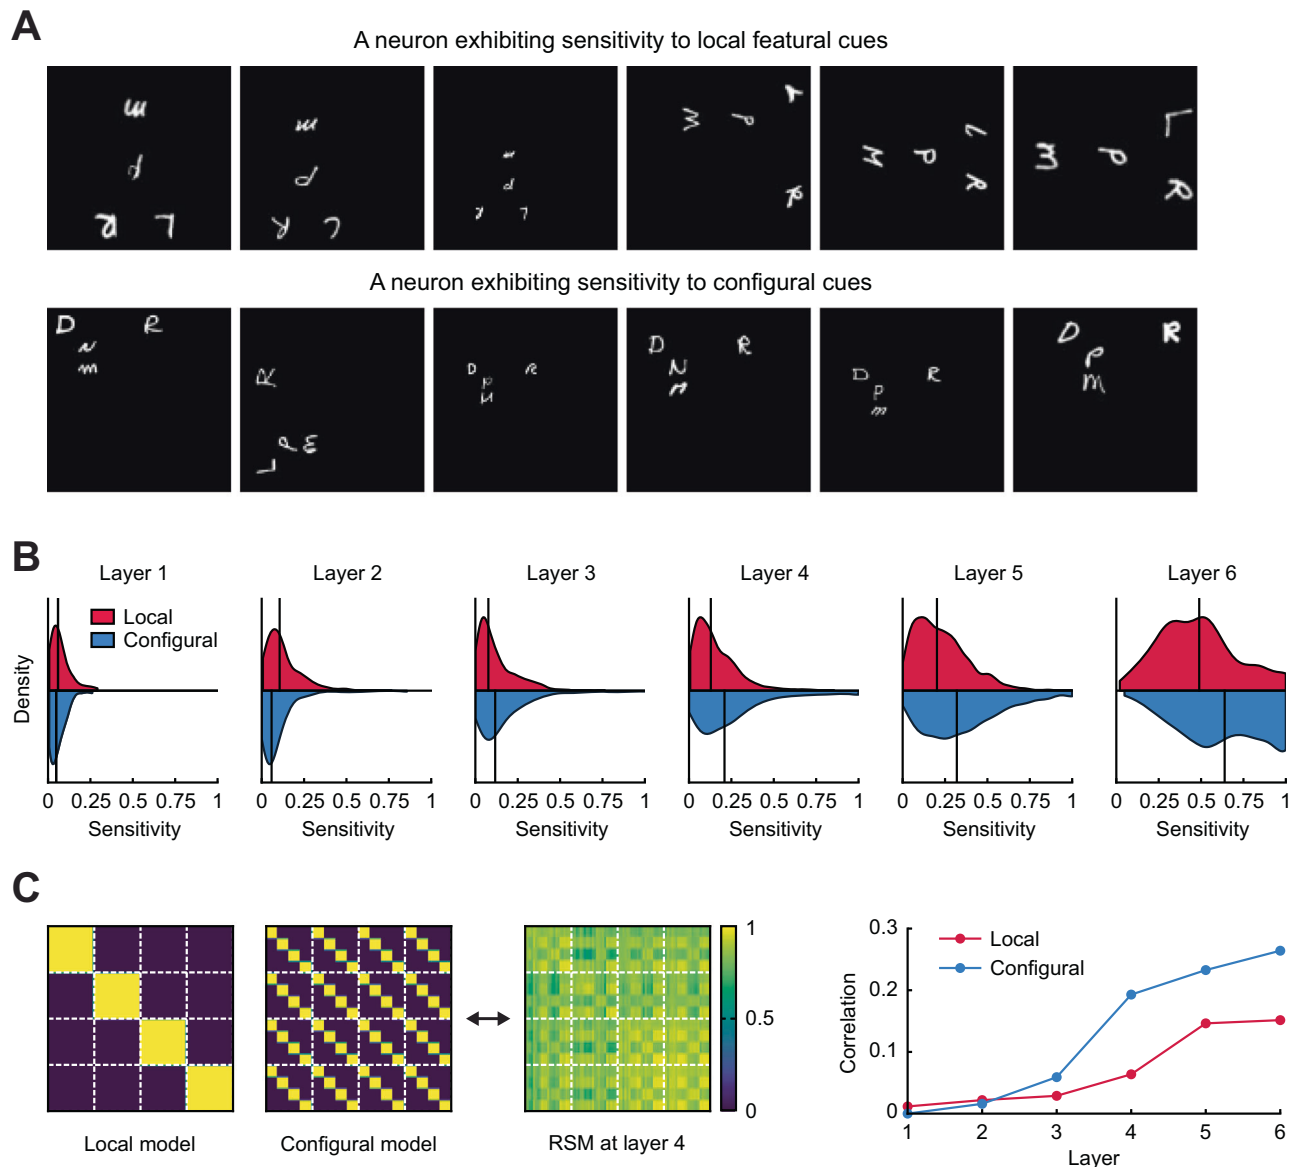 A
A neuron exhibiting sensitivity to local featural cues
m
P
R L
m
P
R L
m
P
R L
M P L
R
M P L
R
m P L
R
A neuron exhibiting sensitivity to configural cues
D R
N
m
R
P m
L
D R
P
M
D R
N
M
D R
P
m
D R
P
M
B
Layer 1 Layer 2 Layer 3 Layer 4 Layer 5 Layer 6
Local
Configural
Density
0 0.25 0.5 0.75 1 0 0.25 0.5 0.75 1 0 0.25 0.5 0.75 1 0 0.25 0.5 0.75 1 0 0.25 0.5 0.75 1 0 0.25 0.5 0.75 1
Sensitivity Sensitivity Sensitivity Sensitivity Sensitivity Sensitivity
C
1
0.5
0
Local model Configural model RSM at layer 4
Local
Configural
Correlation
0.3
0.2
0.1
0
1 2 3 4 5 6
Layer